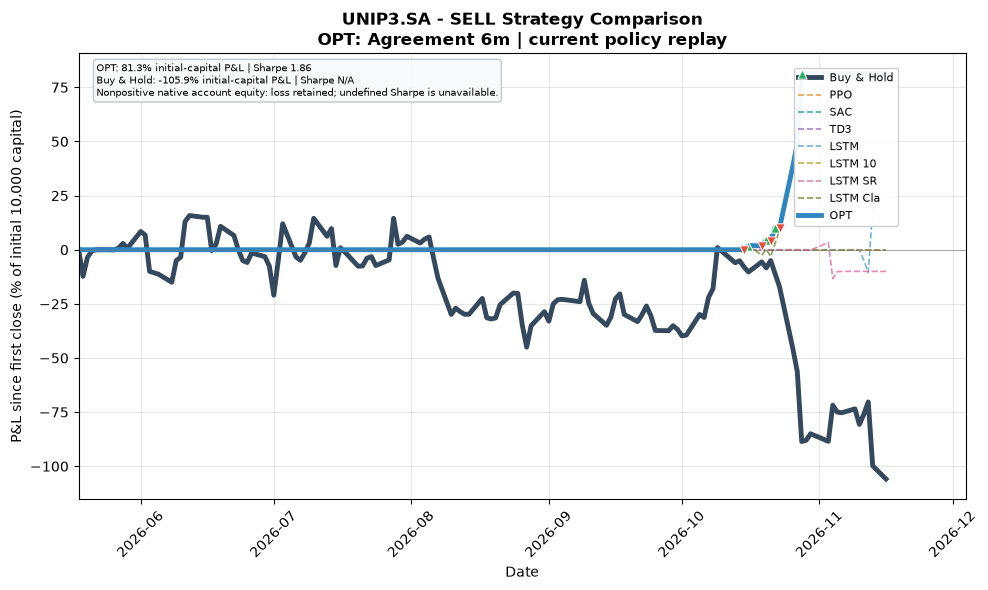 UNIP3.SA - SELL Strategy Comparison
OPT: Agreement 6m | current policy replay
OPT: 81.3% initial-capital P&L | Sharpe 1.86
Buy & Hold: -105.9% initial-capital P&L | Sharpe N/A
Nonpositive native account equity: loss retained; undefined Sharpe is unavailable.
Buy & Hold
PPO
SAC
TD3
LSTM
LSTM 10
LSTM SR
LSTM Cla
OPT
P&L since first close (% of initial 10,000 capital)
75
50
25
0
−25
−50
−75
−100
2026-06
2026-07
2026-08
2026-09
2026-10
2026-11
2026-12
Date